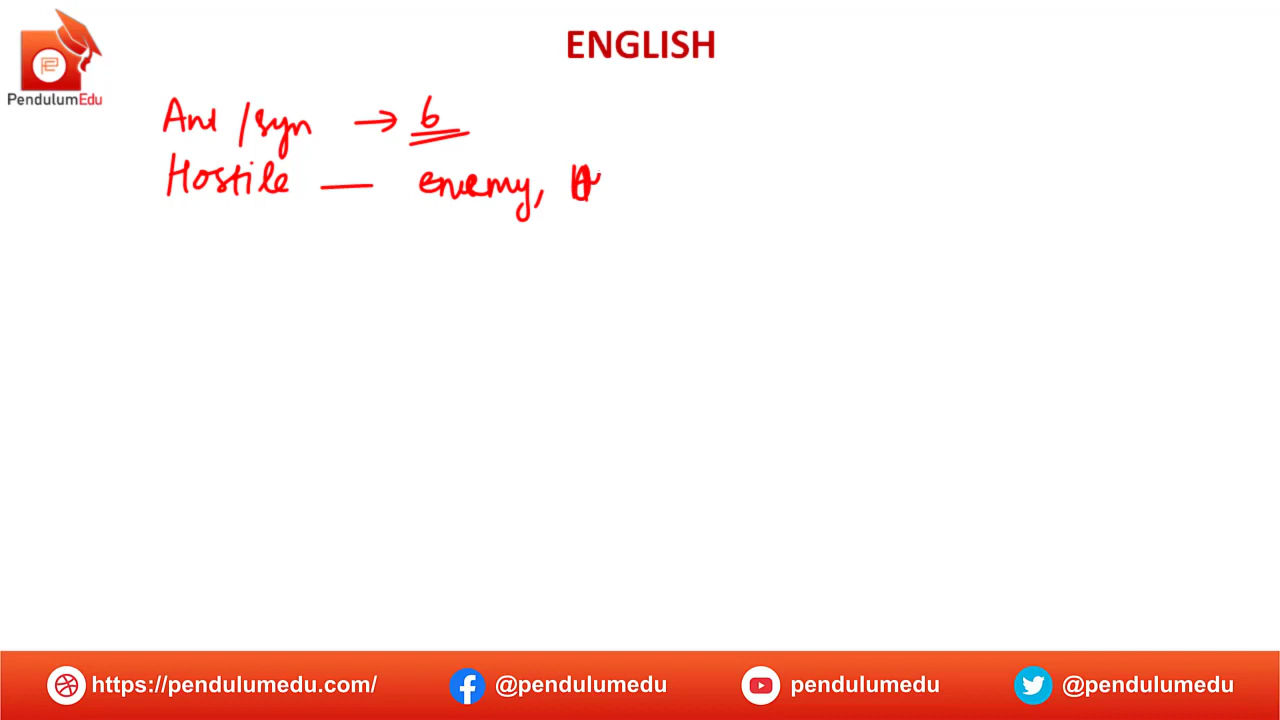 ENGLISH
PendulumEdu
Ant /syn → 6
Hostile — enemy,
https://pendulumedu.com/ @pendulumedu pendulumedu @pendulumedu